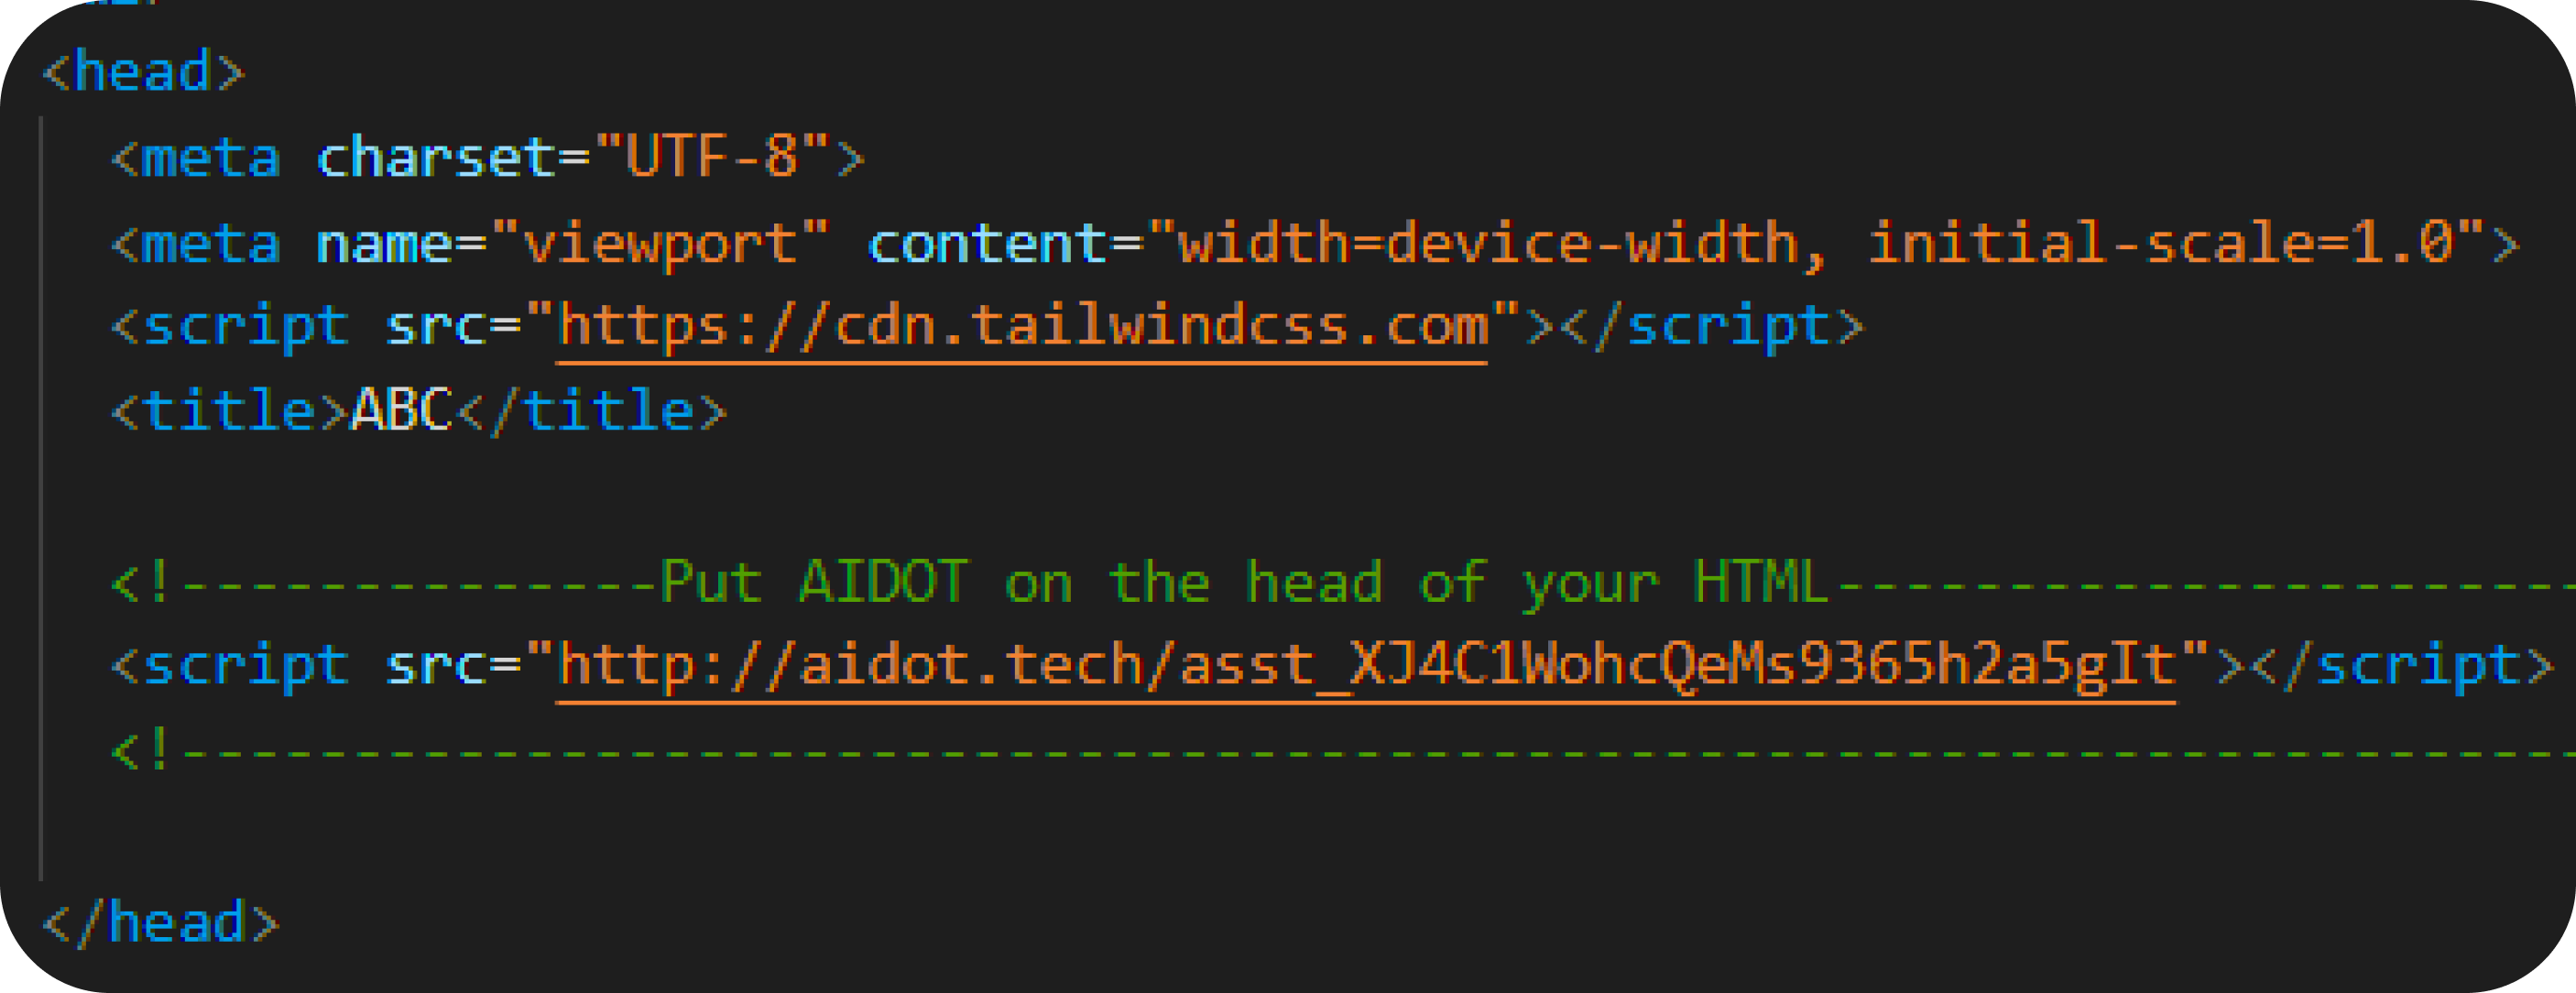 <head>
<meta charset="UTF-8">
<meta name="viewport" content="width=device-width, initial-scale=1.0">
<script src="https://cdn.tailwindcss.com"></script>
<title>ABC</title>
<!--------------Put AIDOT on the head of your HTML----------------------
<script src="http://aidot.tech/asst_XJ4C1WohcQeMs9365h2a5gIt"></script>
<!----------------------------------------------------------------------
</head>